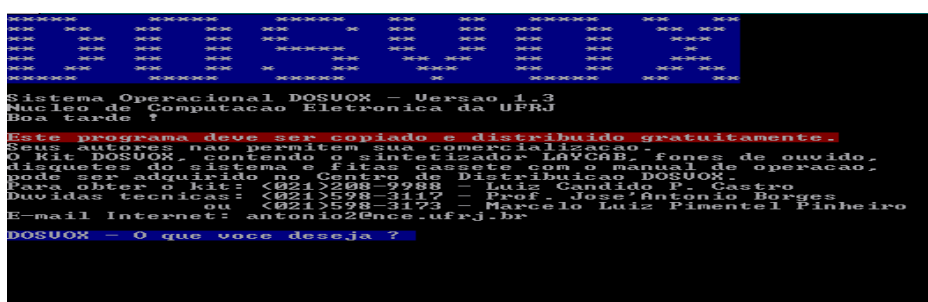 DOSVOX
Sistema Operacional DOSVOX - Versao 1.3
Nucleo de Computacao Eletronica da UFRJ
Boa tarde !
Este programa deve ser copiado e distribuido gratuitamente.
Seus autores nao permitem sua comercializacao.
O Kit DOSVOX, contendo o sintetizador LAYCAB, fones de ouvido,
disquetes do sistema e fitas cassete com o manual de operacao,
pode ser adquirido no Centro de Distribuicao DOSVOX.
Para obter o kit: (021)208-9988 - Luiz Candido P. Castro
Duvidas tecnicas: (021)598-3117 - Prof. Jose'Antonio Borges
ou (021)598-3173 - Marcelo Luiz Pimentel Pinheiro
E-mail Internet: antonio2@nce.ufrj.br
DOSVOX - O que voce deseja ?